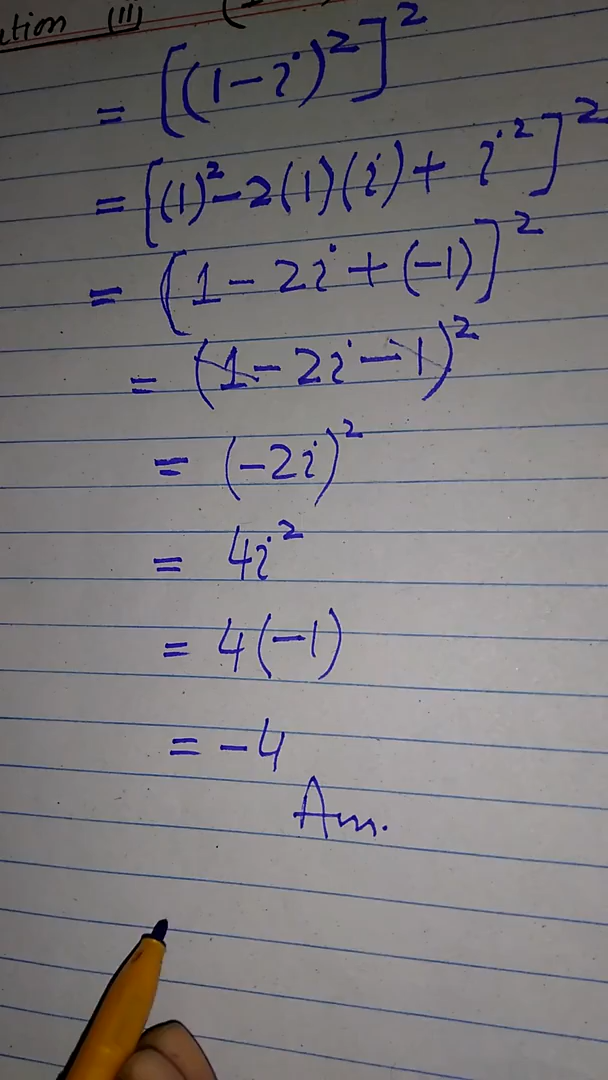 (ii)
= [(1-i)²]²
= [(1)²-2(1)(i)+ i²]²
= (1-2i+(-1)]²
= (1-2i-1)²
= (-2i)²
= 4i²
= 4(-1)
= -4
Ans.